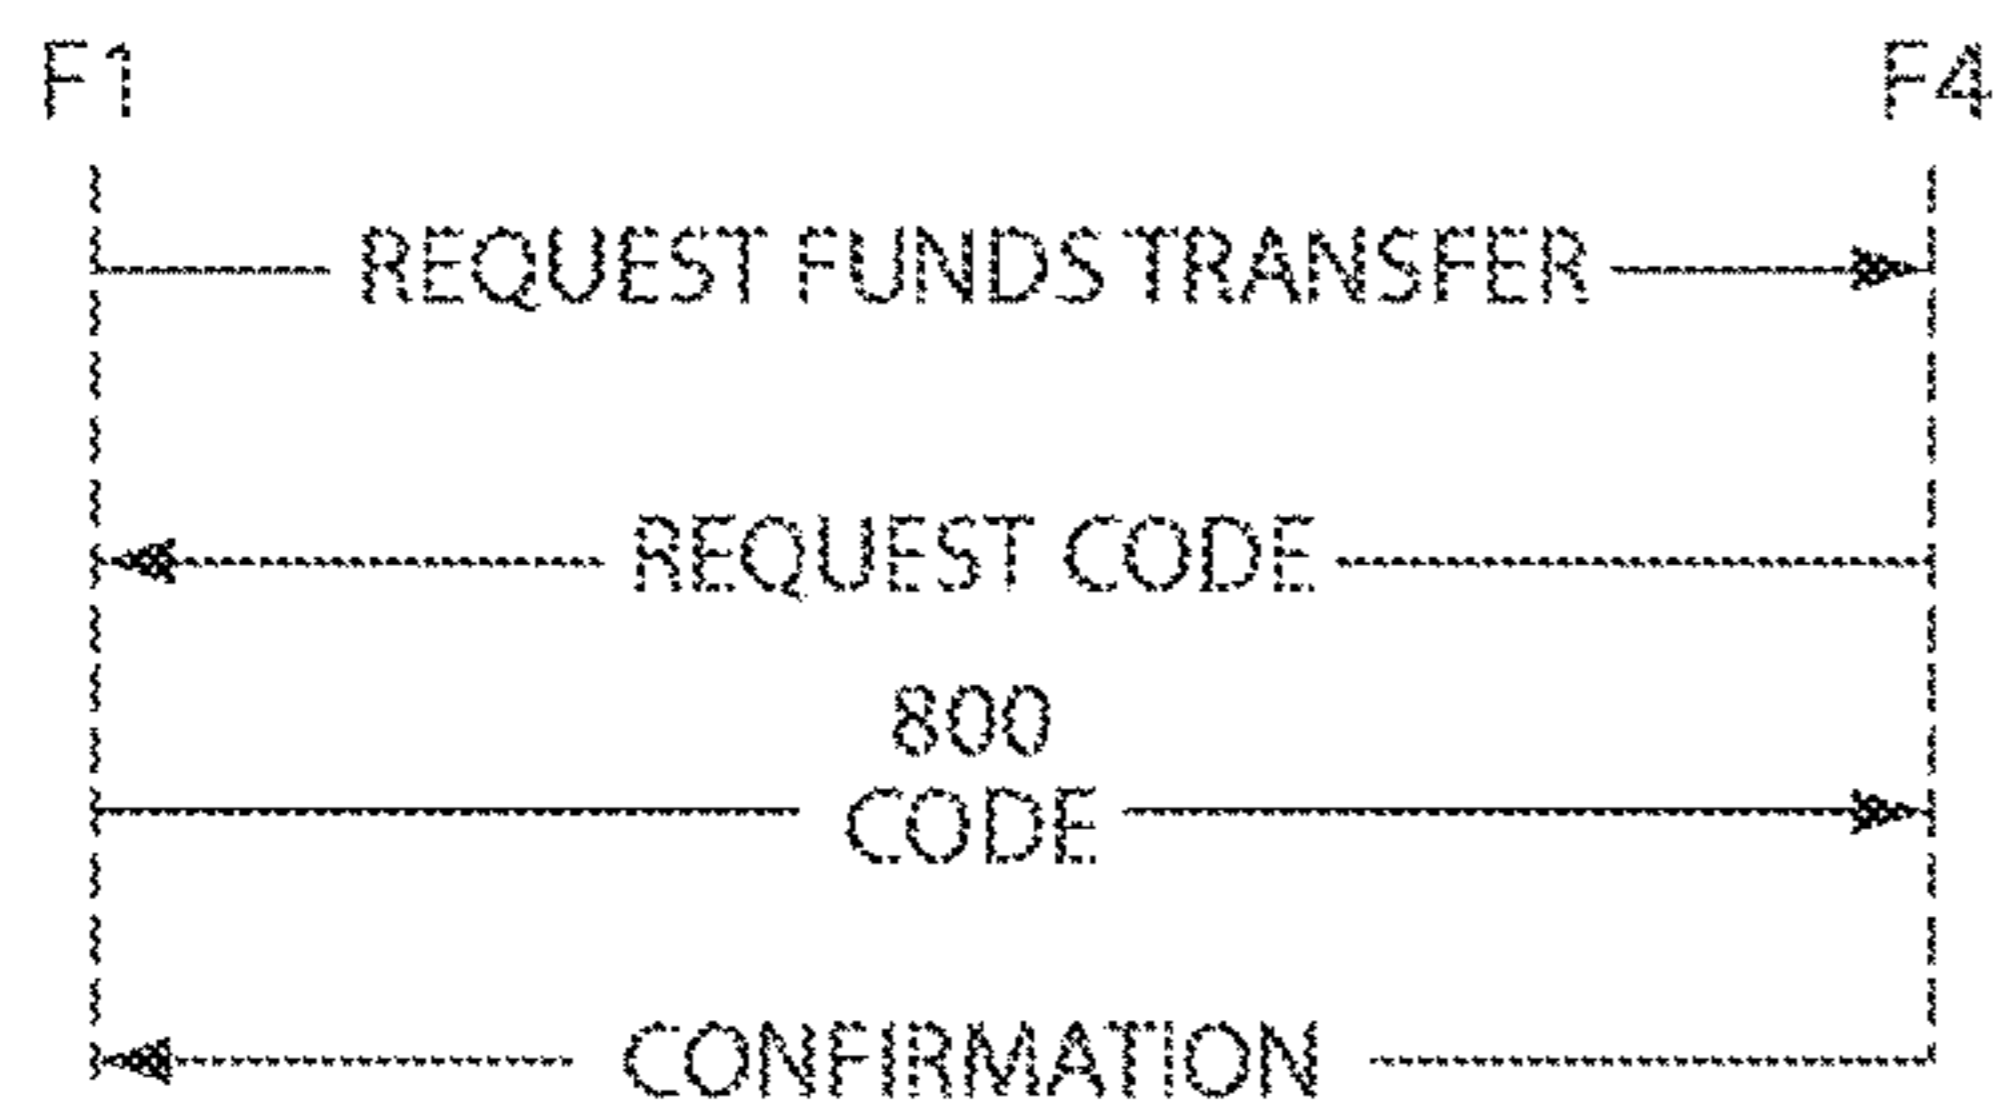 F1 F4
REQUEST FUNDS TRANSFER
REQUEST CODE
800
CODE
CONFIRMATION